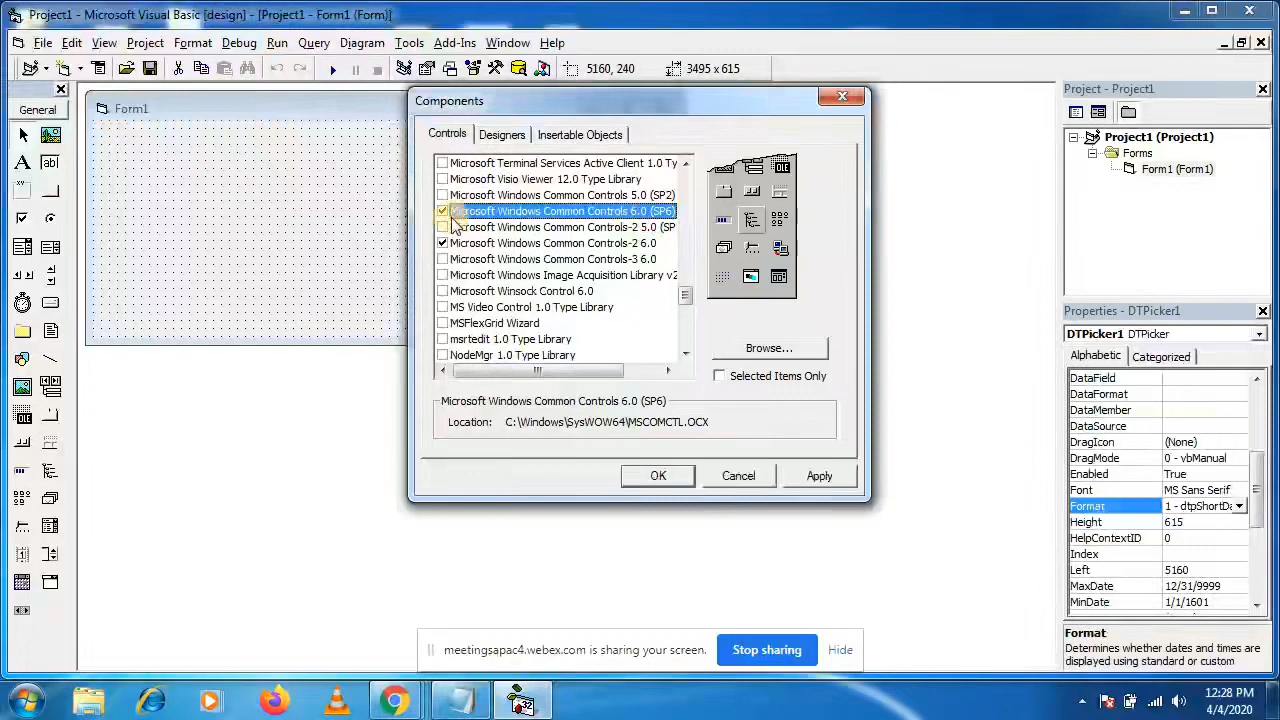 Project1 - Microsoft Visual Basic [design] - [Project1 - Form1 (Form)]
File Edit View Project Format Debug Run Query Diagram Tools Add-Ins Window Help
5160, 240
3495 x 615
General
Form1
Components
Controls
Designers
Insertable Objects
Microsoft Terminal Services Active Client 1.0 Ty
Microsoft Visio Viewer 12.0 Type Library
Microsoft Windows Common Controls 5.0 (SP2)
Microsoft Windows Common Controls 6.0 (SP6)
Microsoft Windows Common Controls-2 5.0 (SP
Microsoft Windows Common Controls-2 6.0
Microsoft Windows Common Controls-3 6.0
Microsoft Windows Image Acquisition Library v2
Microsoft Winsock Control 6.0
MS Video Control 1.0 Type Library
MSFlexGrid Wizard
msrtedit 1.0 Type Library
NodeMgr 1.0 Type Library
OLE
Browse...
Selected Items Only
Microsoft Windows Common Controls 6.0 (SP6)
Location: C:\Windows\SysWOW64\MSCOMCTL.OCX
OK
Cancel
Apply
Project - Project1
Project1 (Project1)
Forms
Form1 (Form1)
Properties - DTPicker1
DTPicker1 DTPicker
Alphabetic
Categorized
DataField
DataFormat
DataMember
DataSource
DragIcon (None)
DragMode 0 - vbManual
Enabled True
Font MS Sans Serif
Format 1 - dtpShortDa
Height 615
HelpContextID 0
Index
Left 5160
MaxDate 12/31/9999
MinDate 1/1/1601
Format
Determines whether dates and times are
displayed using standard or custom
meetingsapac4.webex.com is sharing your screen.
Stop sharing
Hide
12:28 PM
4/4/2020